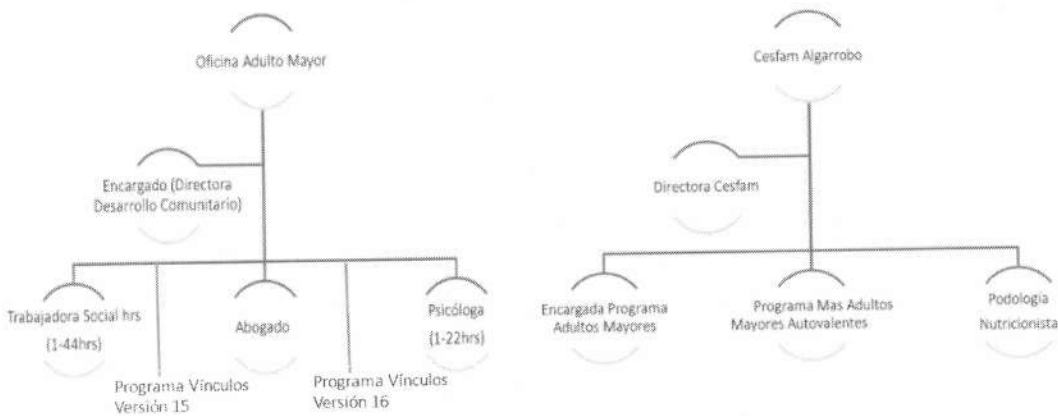 Oficina Adulto Mayor
Encargado (Directora
Desarrollo Comunitario)
Trabajadora Social hrs
(1-44hrs)
Abogado
Psicóloga
(1-22hrs)
Programa Vínculos
Versión 15
Programa Vínculos
Versión 16
Cesfam Algarrobo
Directora Cesfam
Encargada Programa
Adultos Mayores
Programa Mas Adultos
Mayores Autovalentes
Podologia
Nutricionista